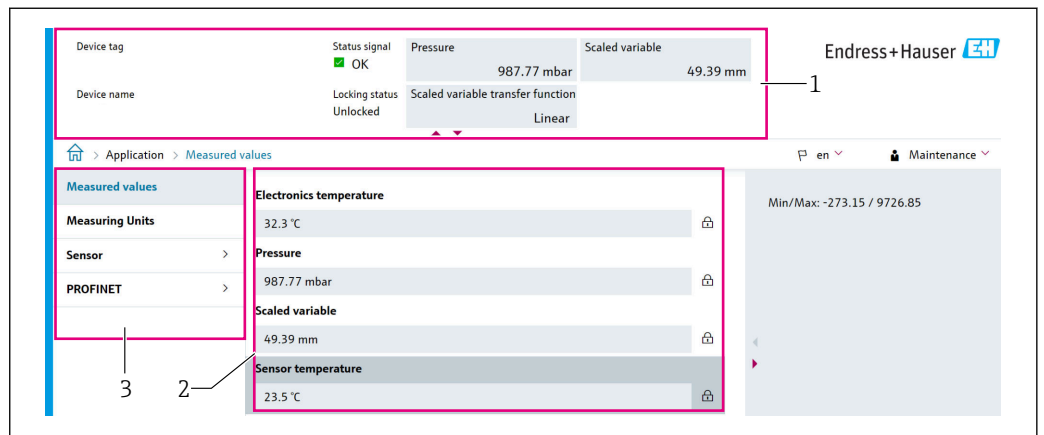 Device tag
Status signal
OK
Pressure
987.77 mbar
Scaled variable
49.39 mm
Endress+Hauser EH
1
Device name
Locking status
Unlocked
Scaled variable transfer function
Linear
> Application > Measured values
en
Maintenance
Measured values
Measuring Units
Sensor >
PROFINET >
3
2
Electronics temperature
32.3 °C
Pressure
987.77 mbar
Scaled variable
49.39 mm
Sensor temperature
23.5 °C
Min/Max: -273.15 / 9726.85